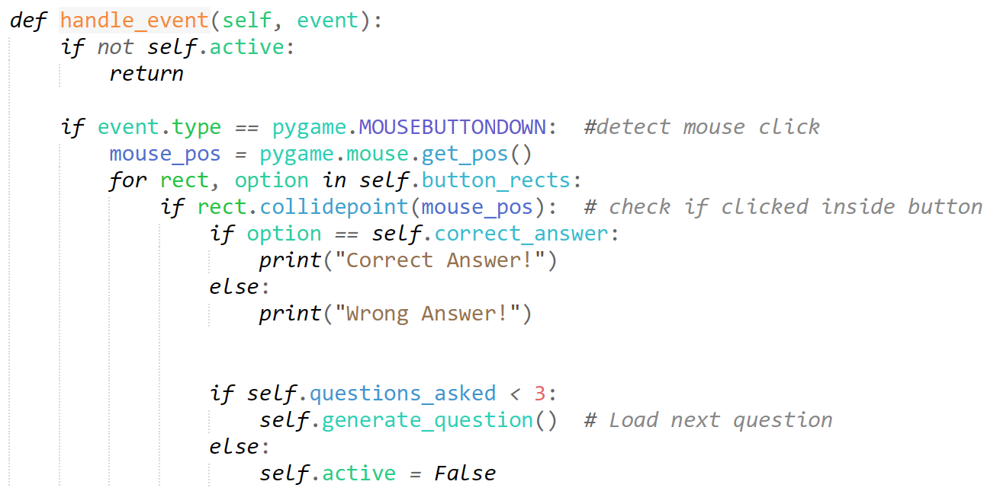 def handle_event(self, event):
    if not self.active:
        return

    if event.type == pygame.MOUSEBUTTONDOWN:  #detect mouse click
        mouse_pos = pygame.mouse.get_pos()
        for rect, option in self.button_rects:
            if rect.collidepoint(mouse_pos):  # check if clicked inside button
                if option == self.correct_answer:
                    print("Correct Answer!")
                else:
                    print("Wrong Answer!")


                if self.questions_asked < 3:
                    self.generate_question()  # Load next question
                else:
                    self.active = False